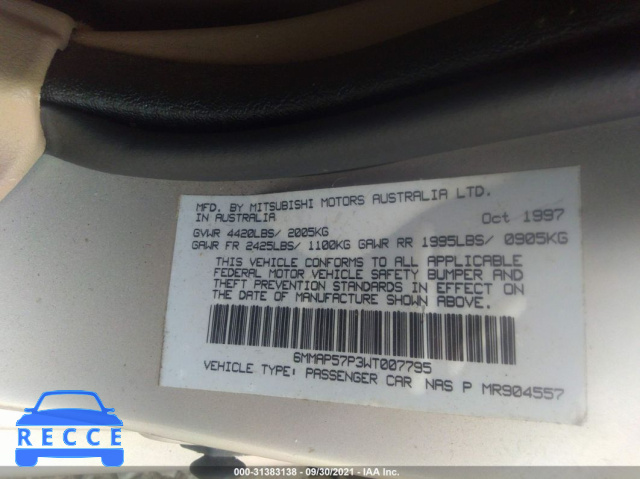 MFD. BY MITSUBISHI MOTORS AUSTRALIA LTD.
IN AUSTRALIA Oct 1997
GVWR 4420LBS/ 2005KG
GAWR FR 2425LBS/ 1100KG GAWR RR 1995LBS/ 0905KG
THIS VEHICLE CONFORMS TO ALL APPLICABLE
FEDERAL MOTOR VEHICLE SAFETY BUMPER AND
THEFT PREVENTION STANDARDS IN EFFECT ON
THE DATE OF MANUFACTURE SHOWN ABOVE.
6MMAP57P3WT007795
VEHICLE TYPE: PASSENGER CAR NAS P MR904557
RECCE
000-31383138 - 09/30/2021 - IAA Inc.